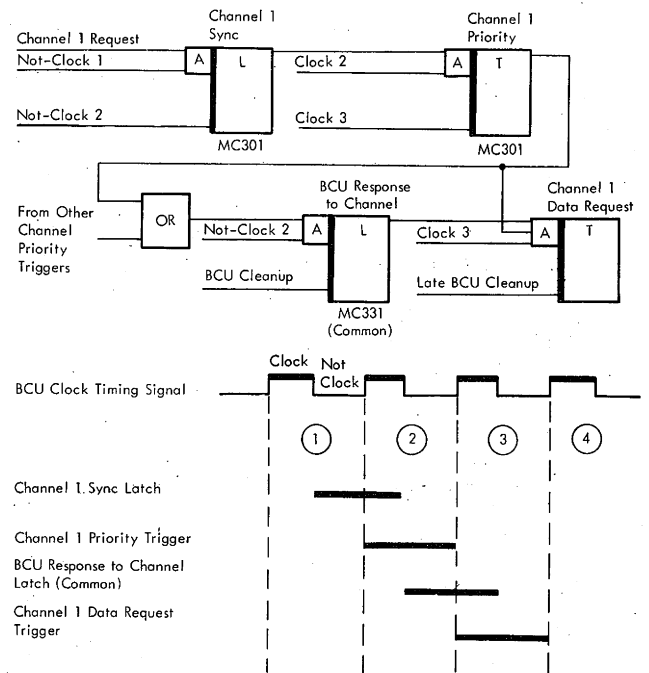 Channel 1
Sync
Channel 1
Priority
Channel 1 Request
Not-Clock 1
A
L
Clock 2
A
T
Not-Clock 2
Clock 3
MC301
MC301
BCU Response
to Channel
Channel 1
Data Request
From Other
Channel
Priority
Triggers
OR
Not-Clock 2
A
L
Clock 3
A
T
BCU Cleanup
Late BCU Cleanup
MC331
(Common)
Clock
Not
Clock
BCU Clock Timing Signal
1
2
3
4
Channel 1. Sync Latch
Channel 1 Priority Trigger
BCU Response to Channel
Latch (Common)
Channel 1 Data Request
Trigger